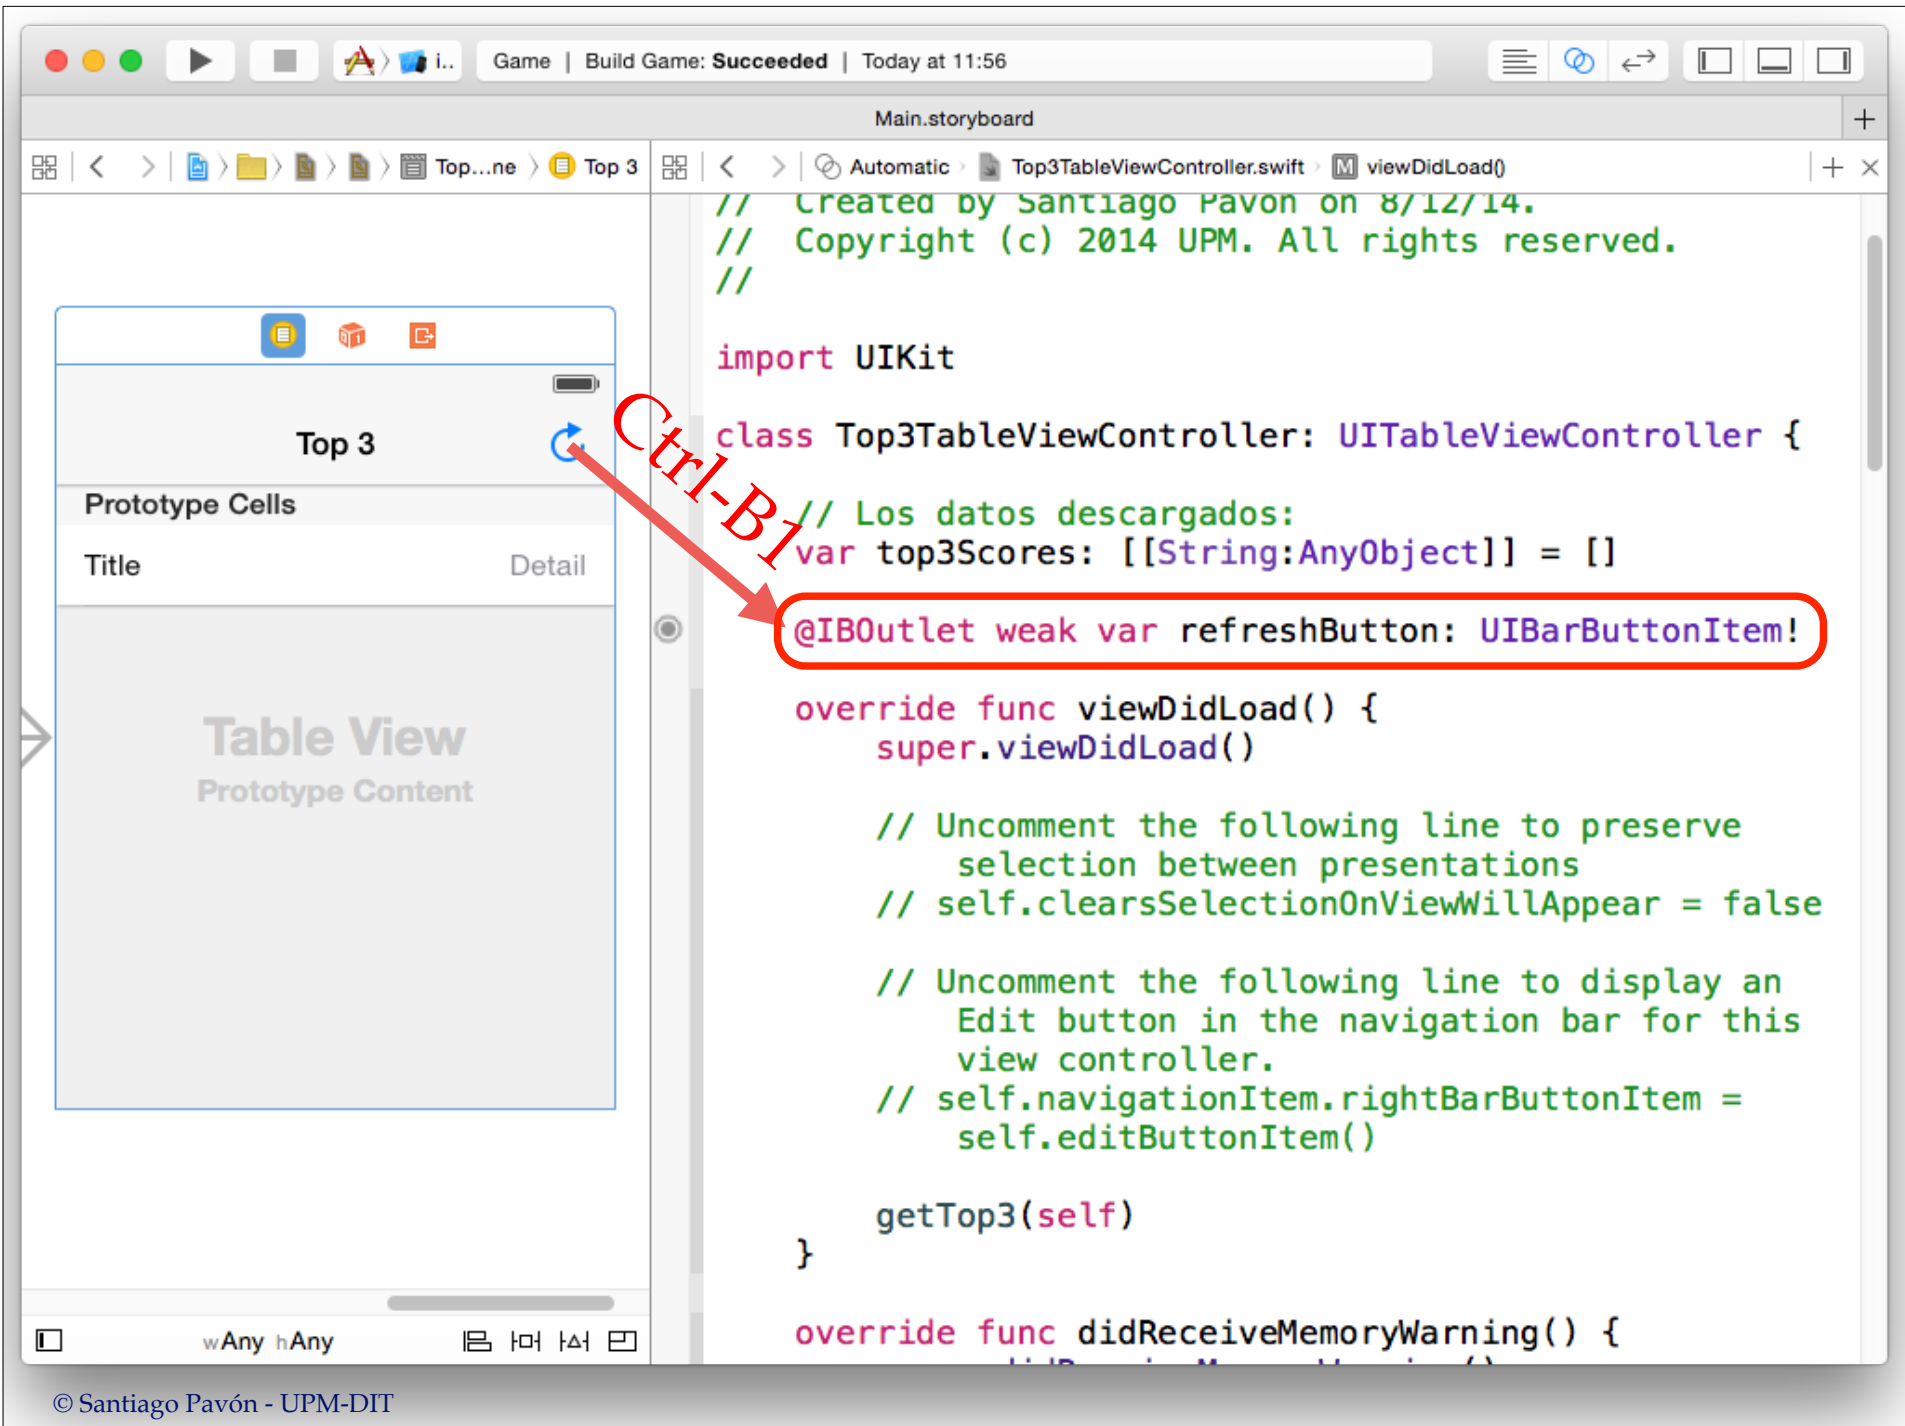 i..
Game | Build Game: Succeeded | Today at 11:56
Main.storyboard
Top...ne
Top 3
Automatic
Top3TableViewController.swift
M
viewDidLoad()
// Created by Santiago Pavón on 8/12/14.
// Copyright (c) 2014 UPM. All rights reserved.
//
import UIKit
Top 3
Ctrl-B1
class Top3TableViewController: UITableViewController {
Prototype Cells
Title
Detail
// Los datos descargados:
var top3Scores: [[String:AnyObject]] = []
@IBOutlet weak var refreshButton: UIBarButtonItem!
Table View
Prototype Content
override func viewDidLoad() {
super.viewDidLoad()
// Uncomment the following line to preserve
selection between presentations
// self.clearsSelectionOnViewWillAppear = false
// Uncomment the following line to display an
Edit button in the navigation bar for this
view controller.
// self.navigationItem.rightBarButtonItem =
self.editButtonItem()
getTop3(self)
}
override func didReceiveMemoryWarning() {
wAny hAny
© Santiago Pavón - UPM-DIT